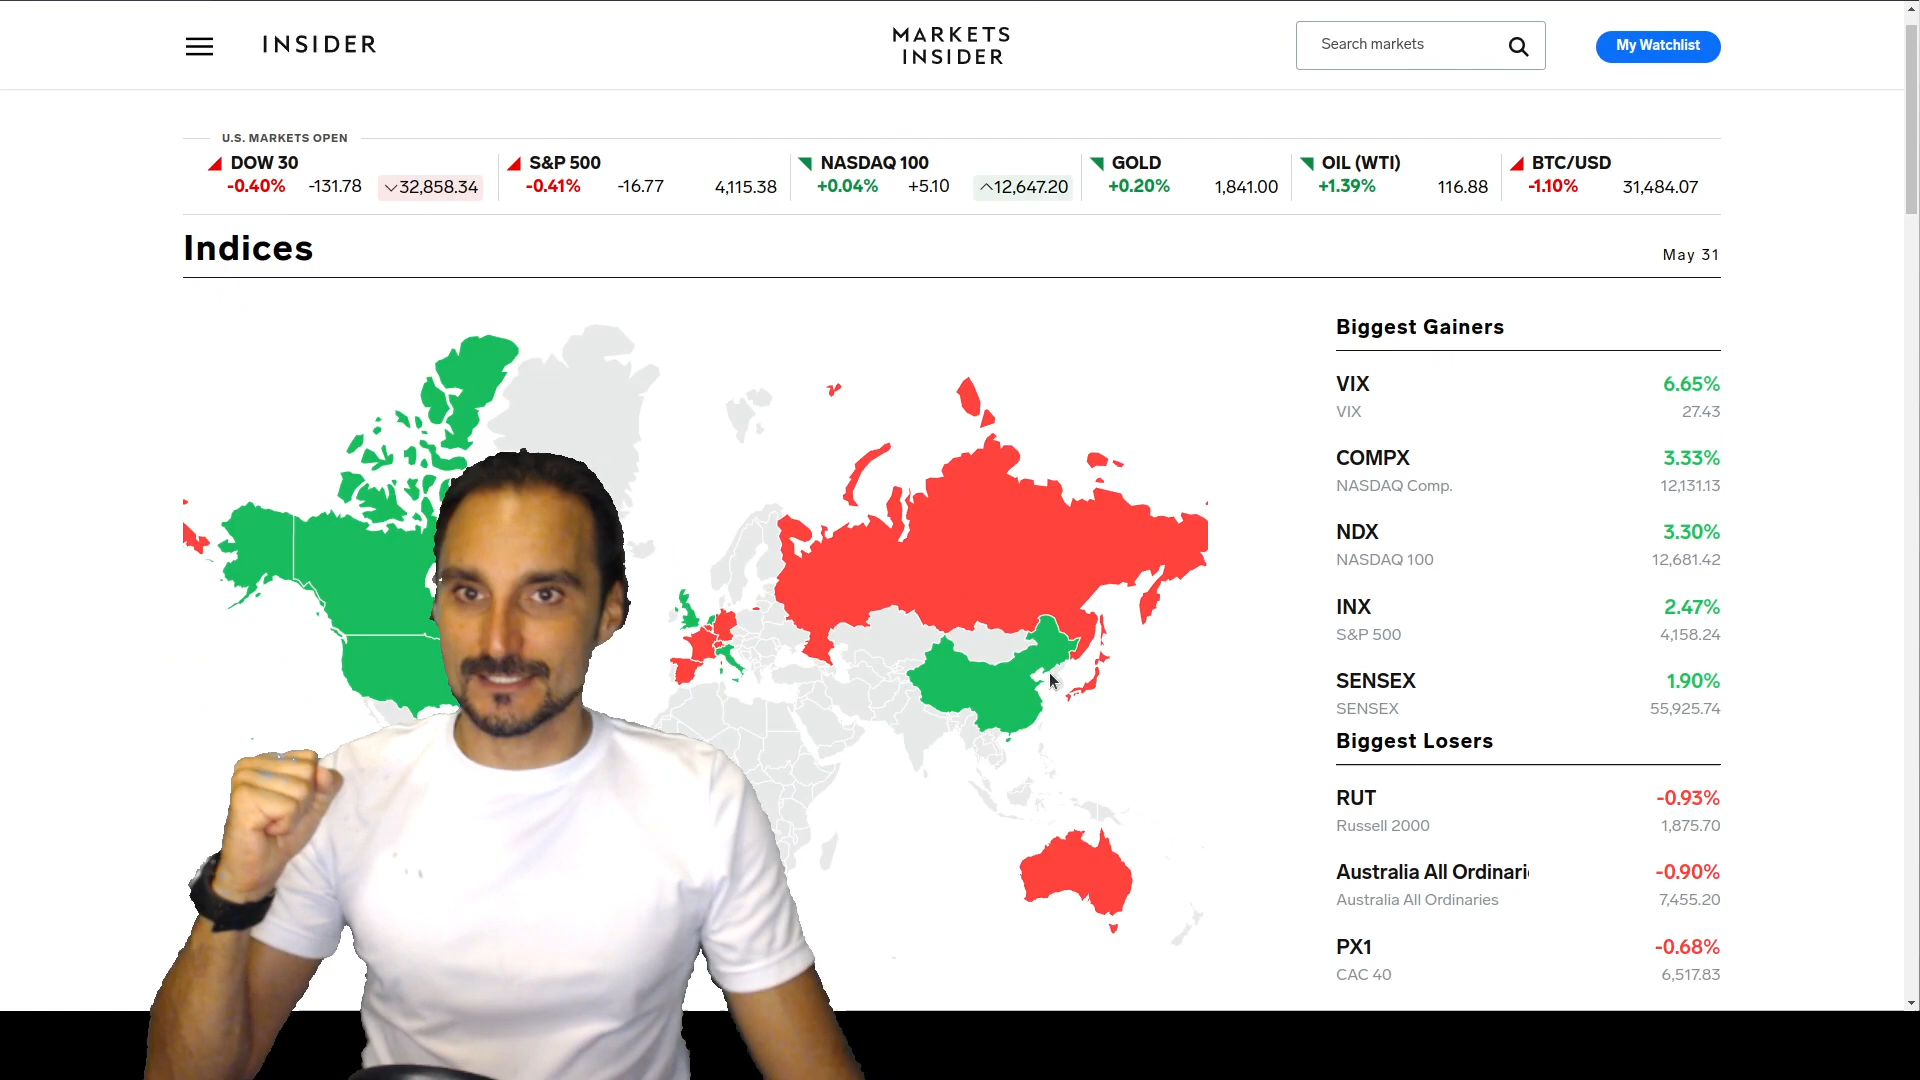 INSIDER
MARKETS
INSIDER
Search markets
My Watchlist
U.S. MARKETS OPEN
DOW 30
-0.40% -131.78 32,858.34
S&P 500
-0.41% -16.77 4,115.38
NASDAQ 100
+0.04% +5.10 12,647.20
GOLD
+0.20% 1,841.00
OIL (WTI)
+1.39% 116.88
BTC/USD
-1.10% 31,484.07
Indices
May 31
Biggest Gainers
VIX 6.65%
VIX 27.43
COMPX 3.33%
NASDAQ Comp. 12,131.13
NDX 3.30%
NASDAQ 100 12,681.42
INX 2.47%
S&P 500 4,158.24
SENSEX 1.90%
SENSEX 55,925.74
Biggest Losers
RUT -0.93%
Russell 2000 1,875.70
Australia All Ordinari -0.90%
Australia All Ordinaries 7,455.20
PX1 -0.68%
CAC 40 6,517.83